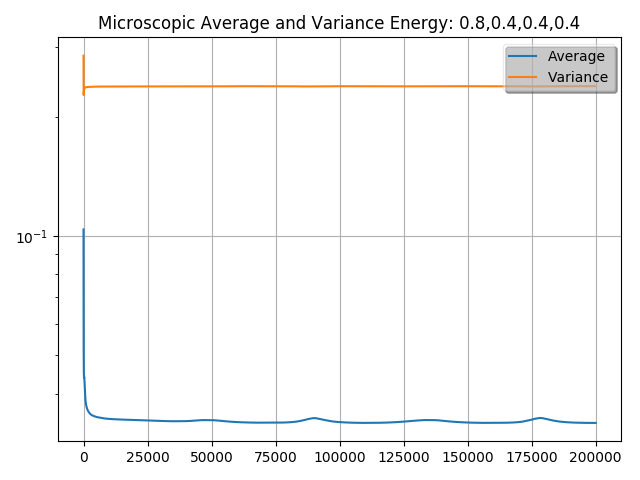 Microscopic Average and Variance Energy: 0.8,0.4,0.4,0.4
Average
Variance
10⁻¹
0 25000 50000 75000 100000 125000 150000 175000 200000